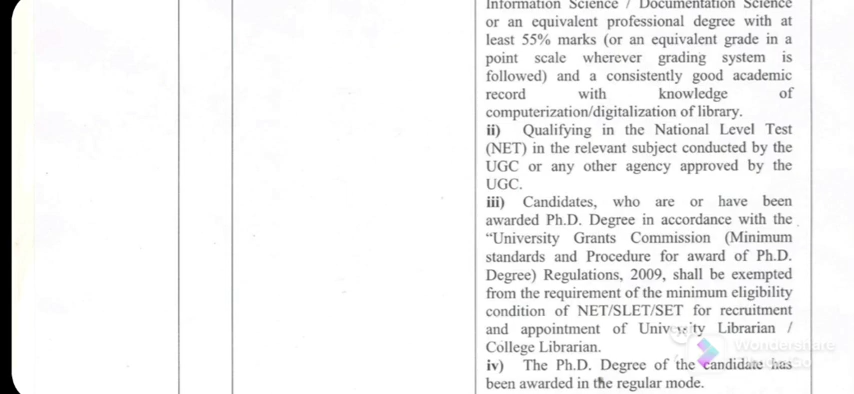 Information Science / Documentation Science
or an equivalent professional degree with at
least 55% marks (or an equivalent grade in a
point scale wherever grading system is
followed) and a consistently good academic
record with knowledge of
computerization/digitalization of library.
ii) Qualifying in the National Level Test
(NET) in the relevant subject conducted by the
UGC or any other agency approved by the
UGC.
iii) Candidates, who are or have been
awarded Ph.D. Degree in accordance with the
“University Grants Commission (Minimum
standards and Procedure for award of Ph.D.
Degree) Regulations, 2009, shall be exempted
from the requirement of the minimum eligibility
condition of NET/SLET/SET for recruitment
and appointment of University Librarian /
College Librarian.
Wondershare
iv) The Ph.D. Degree of the candidate has
been awarded in the regular mode.